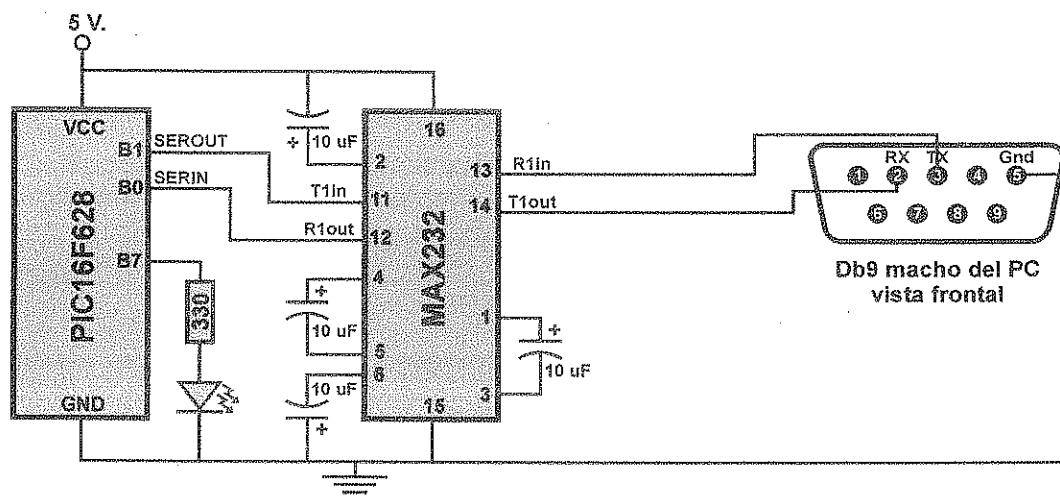 5 V.
PIC16F628
VCC
B1
B0
B7
GND
SEROUT
SERIN
330
+
10 uF
T1in
R1out
+
10 uF
10 uF
+
MAX232
16
2
11
12
4
5
6
13
14
1
3
15
R1in
T1out
+
10 uF
RX TX Gnd
1 2 3 4 5
6 7 8 9
Db9 macho del PC
vista frontal